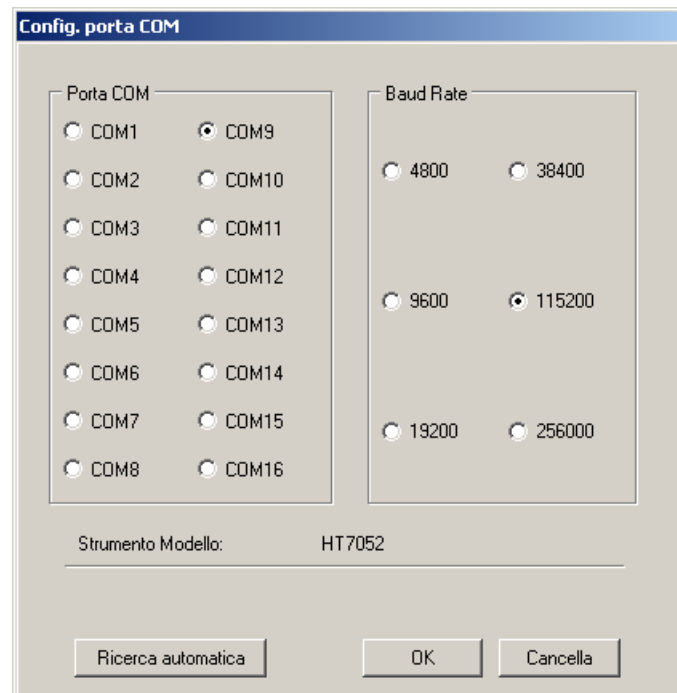 Config. porta COM
Porta COM
COM1 COM9
COM2 COM10
COM3 COM11
COM4 COM12
COM5 COM13
COM6 COM14
COM7 COM15
COM8 COM16
Baud Rate
4800 38400
9600 115200
19200 256000
Strumento Modello: HT7052
Ricerca automatica OK Cancella